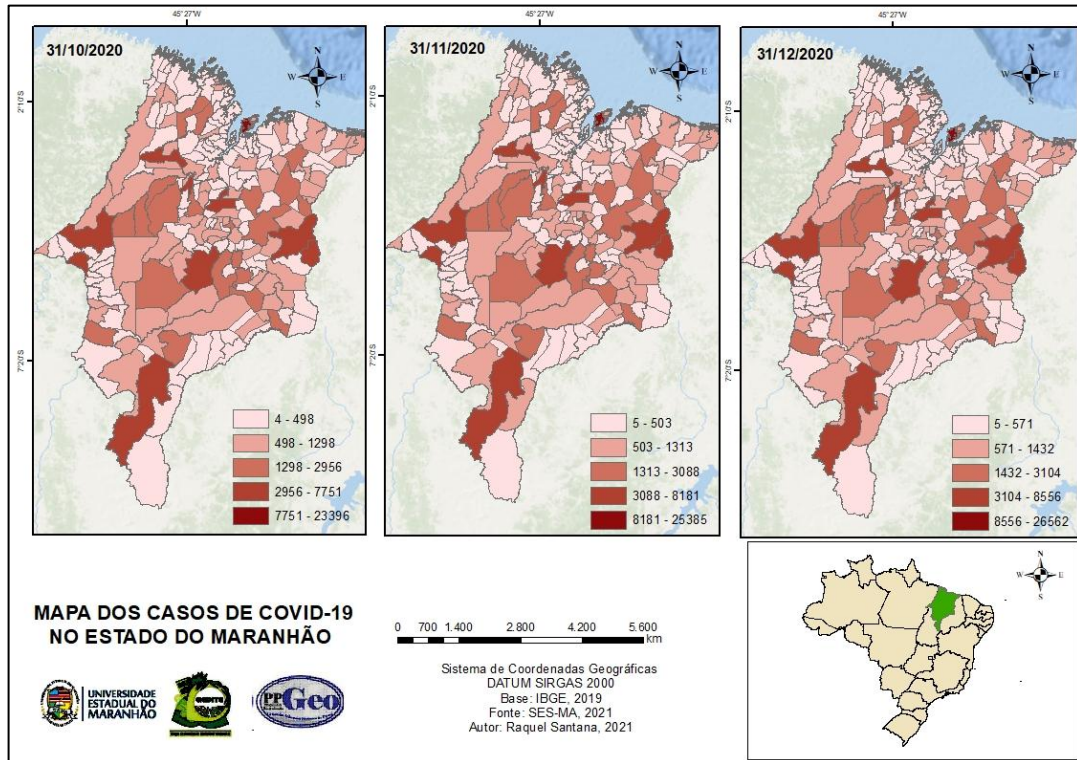 45°27'W
45°27'W
45°27'W
31/10/2020
N
W E
S
2°10'S
7°20'S
4 - 498
498 - 1298
1298 - 2956
2956 - 7751
7751 - 23396
31/11/2020
N
W E
S
2°10'S
7°20'S
5 - 503
503 - 1313
1313 - 3088
3088 - 8181
8181 - 25385
31/12/2020
N
W E
S
2°10'S
7°20'S
5 - 571
571 - 1432
1432 - 3104
3104 - 8556
8556 - 26562
MAPA DOS CASOS DE COVID-19
NO ESTADO DO MARANHÃO
UNIVERSIDADE
ESTADUAL DO
MARANHÃO
PPGeo
0 700 1.400 2.800 4.200 5.600
km
Sistema de Coordenadas Geográficas
DATUM SIRGAS 2000
Base: IBGE, 2019
Fonte: SES-MA, 2021
Autor: Raquel Santana, 2021
N
W E
S